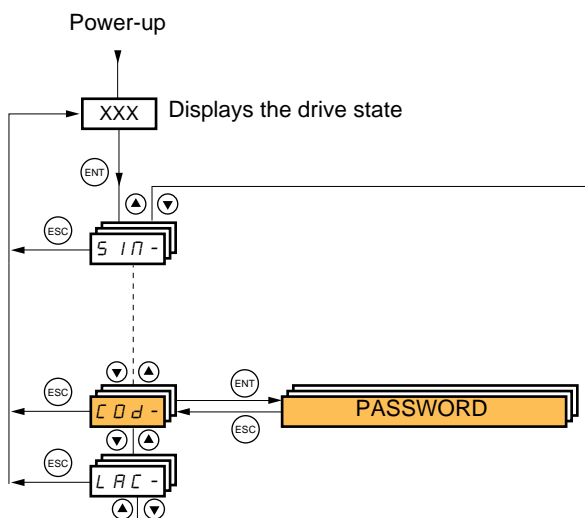 Power-up
XXX Displays the drive state
ENT
ESC
SIM-
ESC
COd-
ENT
ESC
PASSWORD
ESC
LAC-